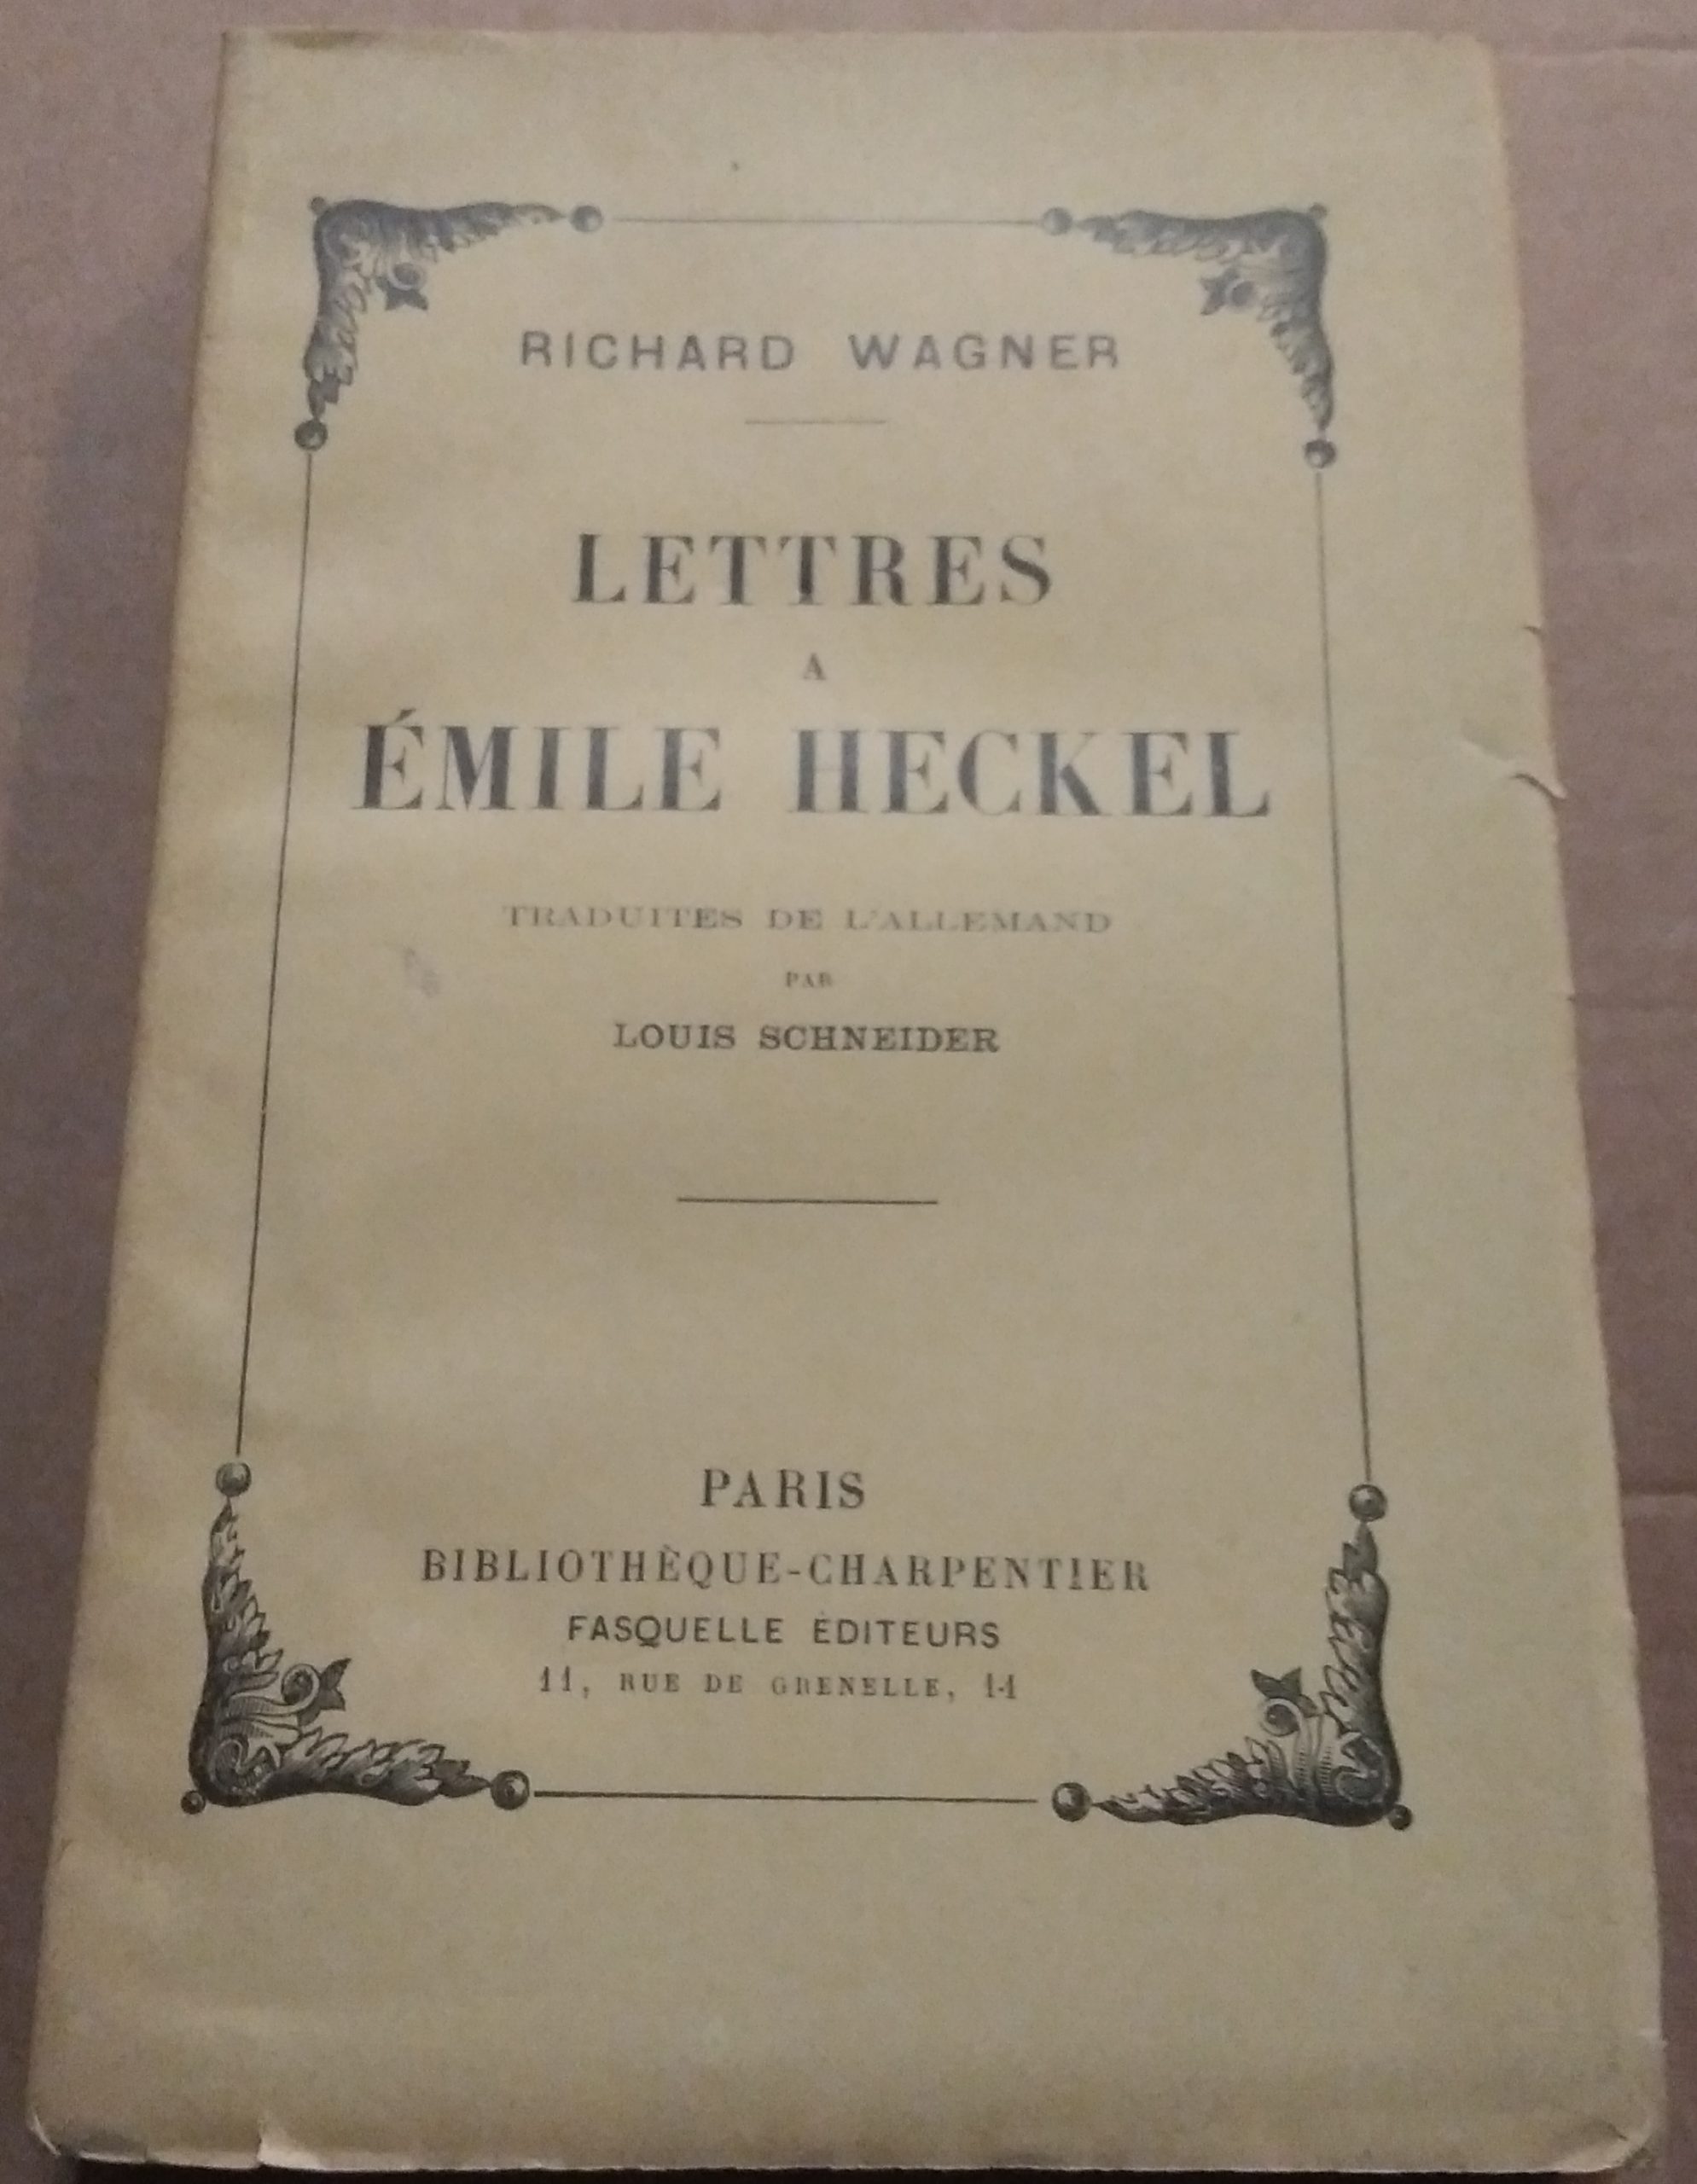 RICHARD WAGNER
LETTRES
A
ÉMILE HECKEL
TRADUITES DE L'ALLEMAND
PAR
LOUIS SCHNEIDER
PARIS
BIBLIOTHÈQUE-CHARPENTIER
FASQUELLE ÉDITEURS
11, RUE DE GRENELLE, 11